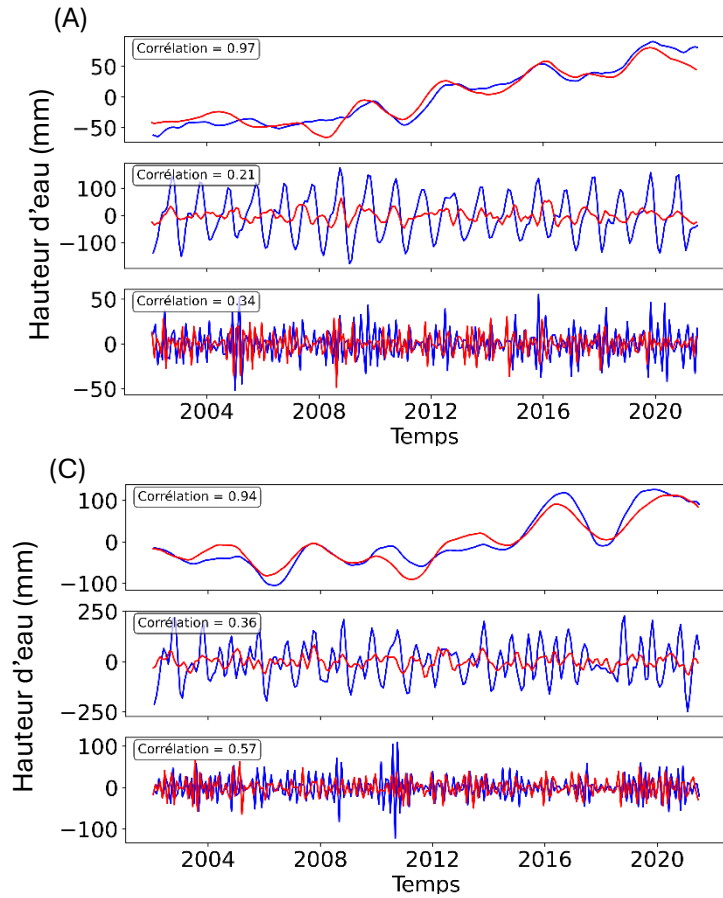 (A)
Corrélation = 0.97
50
0
−50
Corrélation = 0.21
100
0
−100
Corrélation = 0.34
50
0
−50
Hauteur d’eau (mm)
2004 2008 2012 2016 2020
Temps
(C)
Corrélation = 0.94
100
0
−100
Corrélation = 0.36
250
0
−250
Corrélation = 0.57
100
0
−100
Hauteur d’eau (mm)
2004 2008 2012 2016 2020
Temps